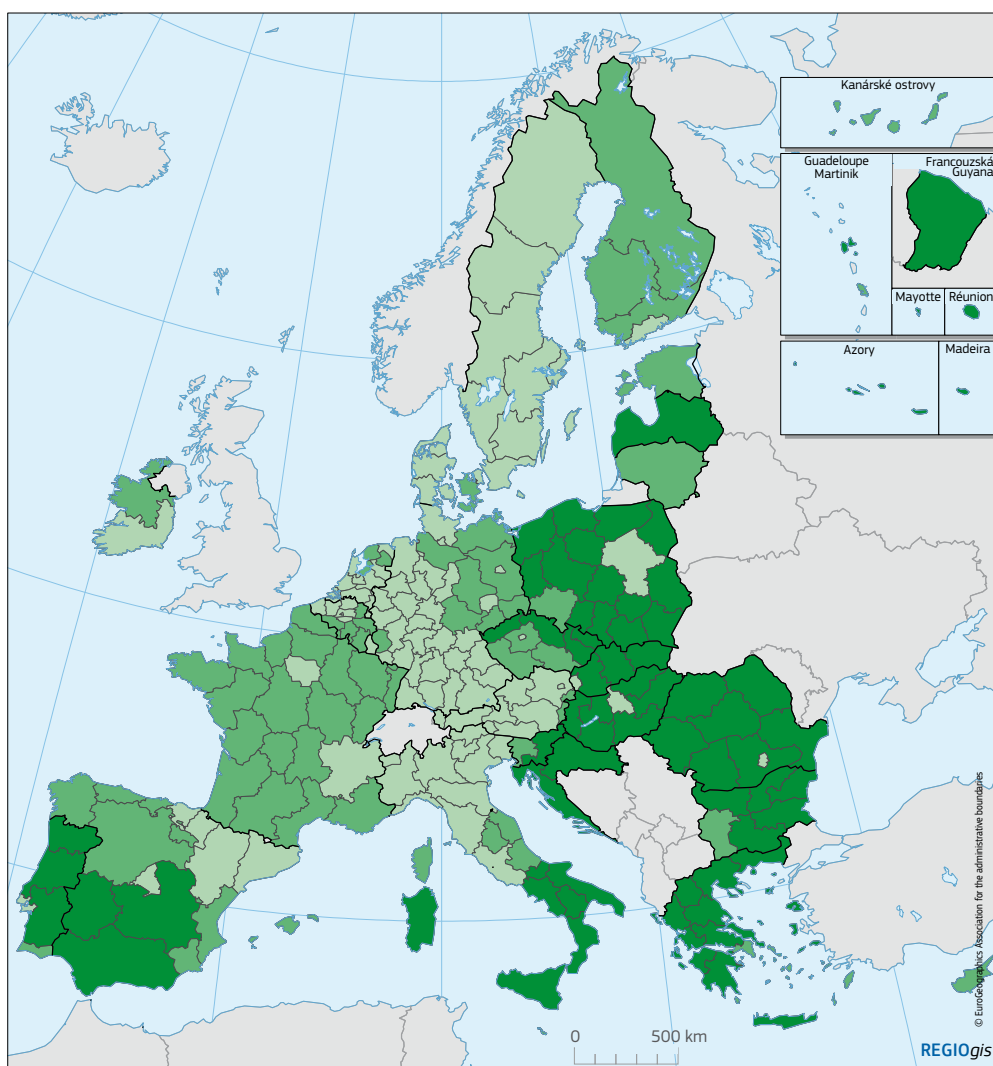 Kanárské ostrovy
Guadeloupe
Martinik
Francouzská
Guyana
Mayotte
Réunion
Azory
Madeira
© EuroGeographics Association for the administrative boundaries
0 500 km
REGIOgis